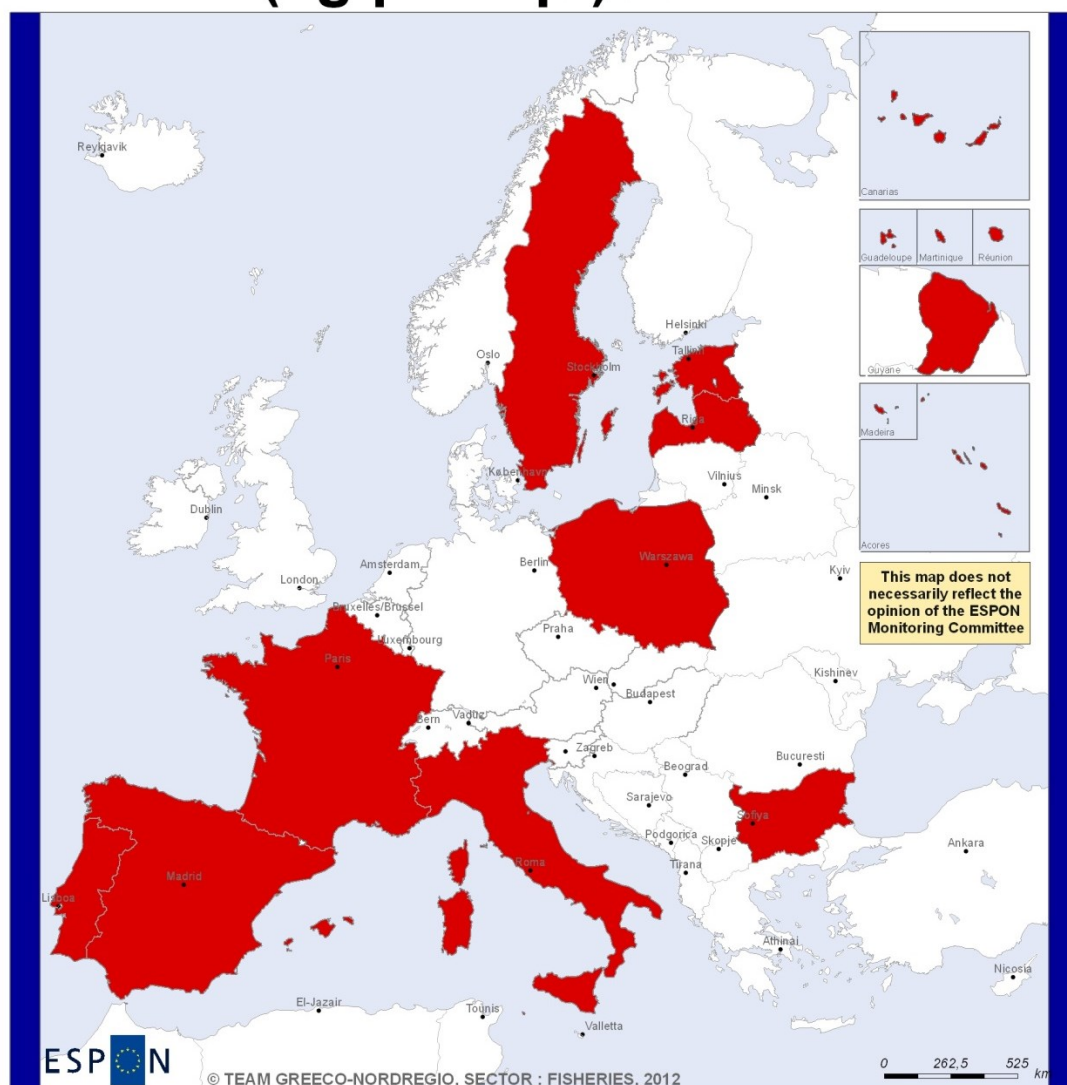 Reykjavik
Canarias
Guadeloupe
Martinique
Réunion
Helsinki
Oslo
Tallinn
Stockholm
Guyane
Madeira
Riga
København
Vilnius
Minsk
Dublin
Acores
Amsterdam
Berlin
Warszawa
Kyiv
London
This map does not
necessarily reflect the
opinion of the ESPON
Monitoring Committee
Bruxelles/Brussel
Praha
Luxembourg
Paris
Kishinev
Wien
Budapest
Bern
Vaduz
Zagreb
Bucuresti
Beograd
Sarajevo
Sofiya
Podgorica
Skopje
Ankara
Roma
Tirana
Madrid
Lisboa
Athinai
Nicosia
El-Jazair
Tounis
Valletta
ESPON
0 262,5 525
km
© TEAM GREECO-NORDREGIO, SECTOR : FISHERIES, 2012